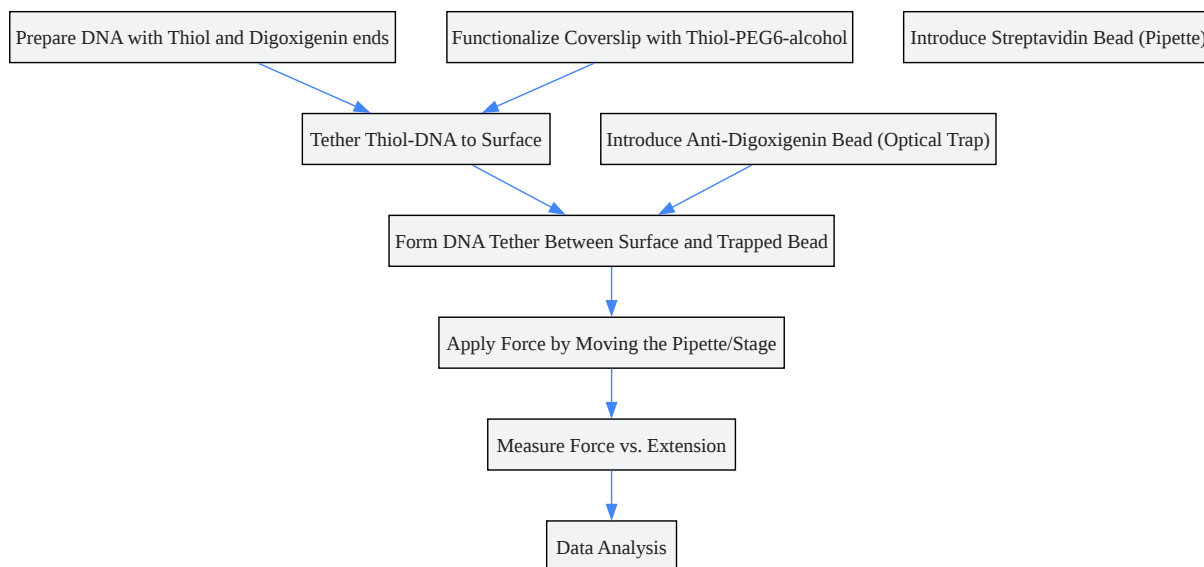 Prepare DNA with Thiol and Digoxigenin ends
Functionalize Coverslip with Thiol-PEG6-alcohol
Introduce Streptavidin Bead (Pipette)
Tether Thiol-DNA to Surface
Introduce Anti-Digoxigenin Bead (Optical Trap)
Form DNA Tether Between Surface and Trapped Bead
Apply Force by Moving the Pipette/Stage
Measure Force vs. Extension
Data Analysis